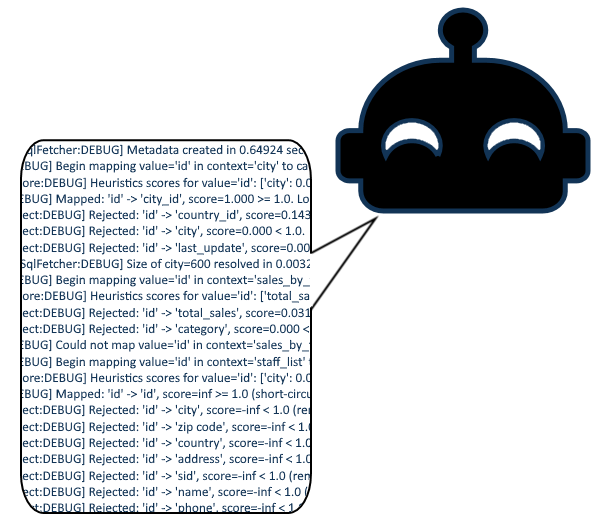 qlFetcher:DEBUG] Metadata created in 0.64924 sec
BUG] Begin mapping value='id' in context='city' to ca
ore:DEBUG] Heuristics scores for value='id': ['city': 0.0
EBUG] Mapped: 'id' -> 'city_id', score=1.000 >= 1.0. Lo
ect:DEBUG] Rejected: 'id' -> 'country_id', score=0.143
ect:DEBUG] Rejected: 'id' -> 'city', score=0.000 < 1.0.
ect:DEBUG] Rejected: 'id' -> 'last_update', score=0.00
SqlFetcher:DEBUG] Size of city=600 resolved in 0.0032
EBUG] Begin mapping value='id' in context='sales_by_
ore:DEBUG] Heuristics scores for value='id': ['total_sa
ect:DEBUG] Rejected: 'id' -> 'total_sales', score=0.031
ect:DEBUG] Rejected: 'id' -> 'category', score=0.000 <
EBUG] Could not map value='id' in context='sales_by_
EBUG] Begin mapping value='id' in context='staff_list'
ore:DEBUG] Heuristics scores for value='id': ['city': 0.0
EBUG] Mapped: 'id' -> 'id', score=inf >= 1.0 (short-circu
ect:DEBUG] Rejected: 'id' -> 'city', score=-inf < 1.0 (rem
ect:DEBUG] Rejected: 'id' -> 'zip code', score=-inf < 1.0
ect:DEBUG] Rejected: 'id' -> 'country', score=-inf < 1.0
ect:DEBUG] Rejected: 'id' -> 'address', score=-inf < 1.0
ect:DEBUG] Rejected: 'id' -> 'sid', score=-inf < 1.0 (rem
ect:DEBUG] Rejected: 'id' -> 'name', score=-inf < 1.0 (
ect:DEBUG] Rejected: 'id' -> 'phone', score=-inf < 1.0